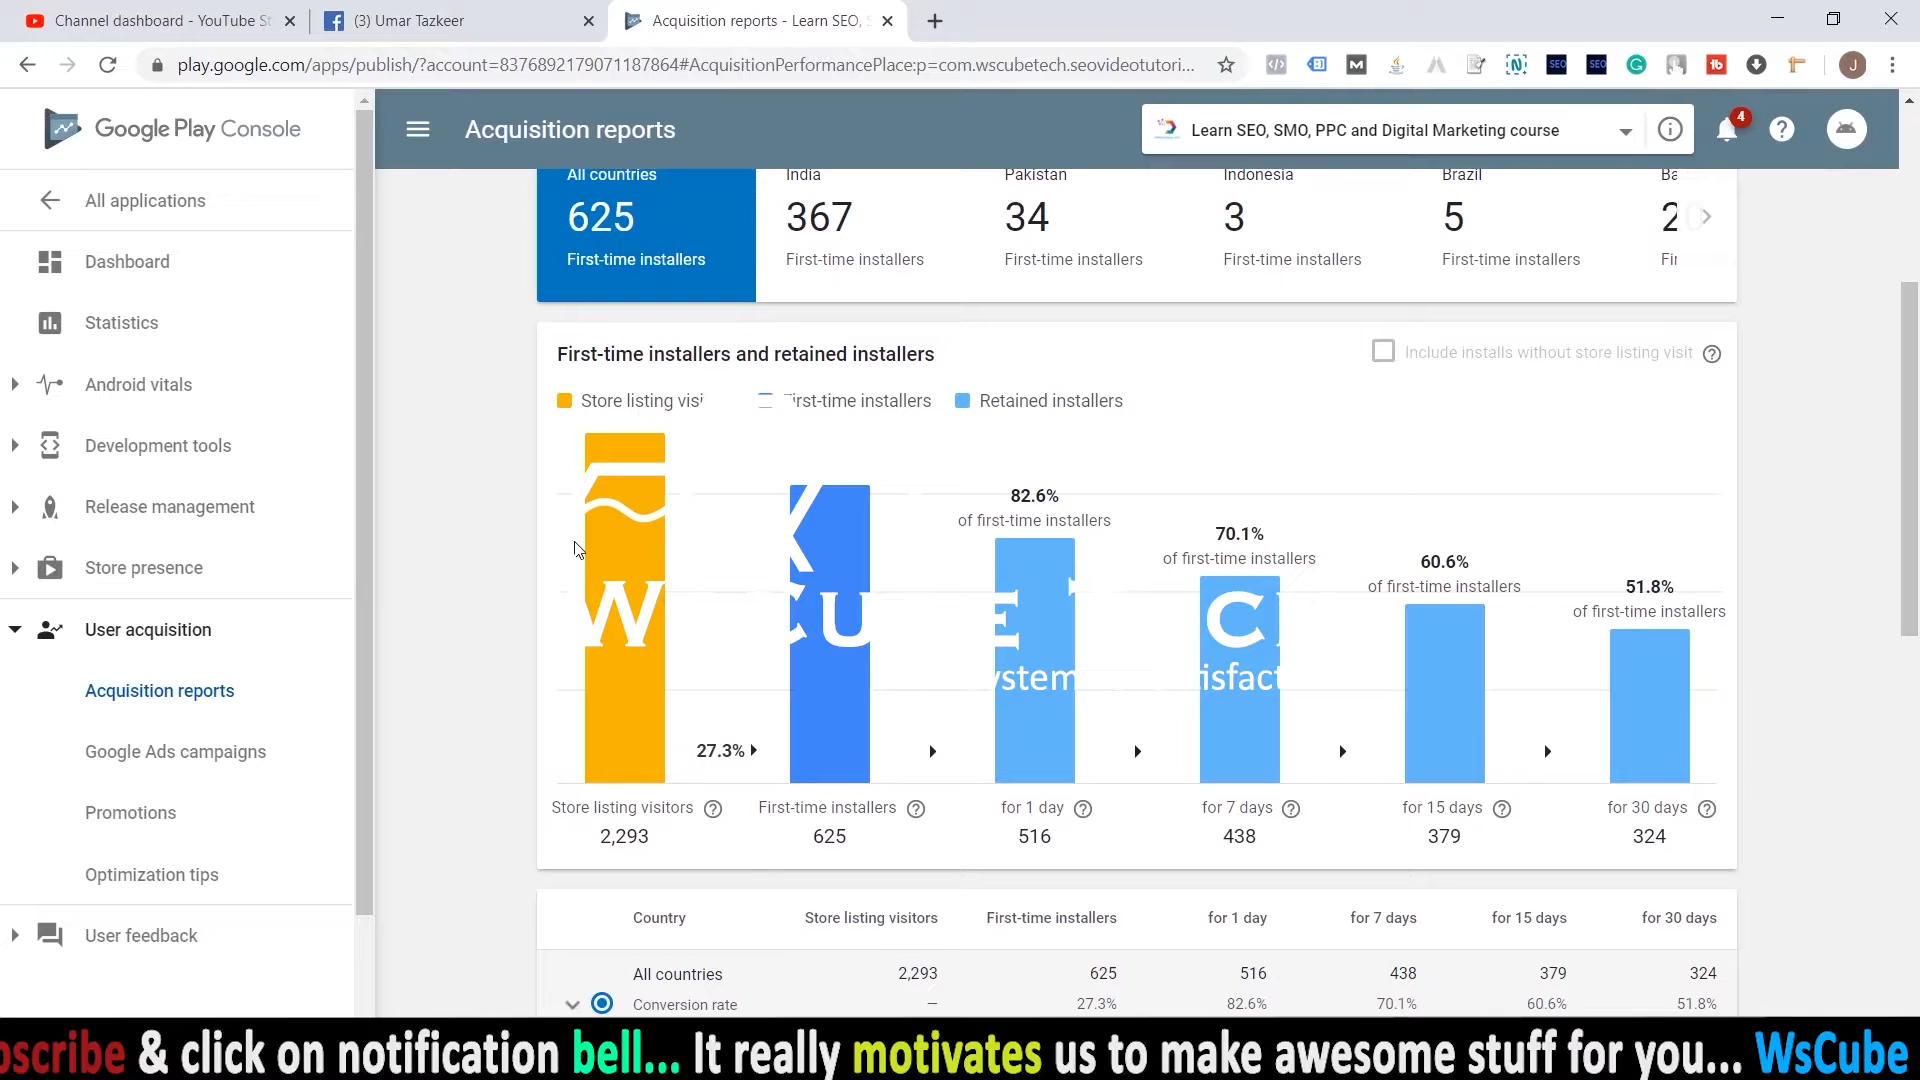 Channel dashboard - YouTube St
(3) Umar Tazkeer
Acquisition reports - Learn SEO, S
play.google.com/apps/publish/?account=8376892179071187864#AcquisitionPerformancePlace:p=com.wscubetech.seovideotutori...
Google Play Console
Acquisition reports
Learn SEO, SMO, PPC and Digital Marketing course
4
All applications
Dashboard
Statistics
Android vitals
Development tools
Release management
Store presence
User acquisition
Acquisition reports
Google Ads campaigns
Promotions
Optimization tips
User feedback
All countries
625
First-time installers
India
367
First-time installers
Pakistan
34
First-time installers
Indonesia
3
First-time installers
Brazil
5
First-time installers
First-time installers and retained installers
Include installs without store listing visit
Store listing visi
First-time installers
Retained installers
82.6%
of first-time installers
70.1%
of first-time installers
60.6%
of first-time installers
51.8%
of first-time installers
27.3%
Store listing visitors
2,293
First-time installers
625
for 1 day
516
for 7 days
438
for 15 days
379
for 30 days
324
Country Store listing visitors First-time installers for 1 day for 7 days for 15 days for 30 days
All countries 2,293 625 516 438 379 324
Conversion rate — 27.3% 82.6% 70.1% 60.6% 51.8%
bscribe & click on notification bell... It really motivates us to make awesome stuff for you... WsCube